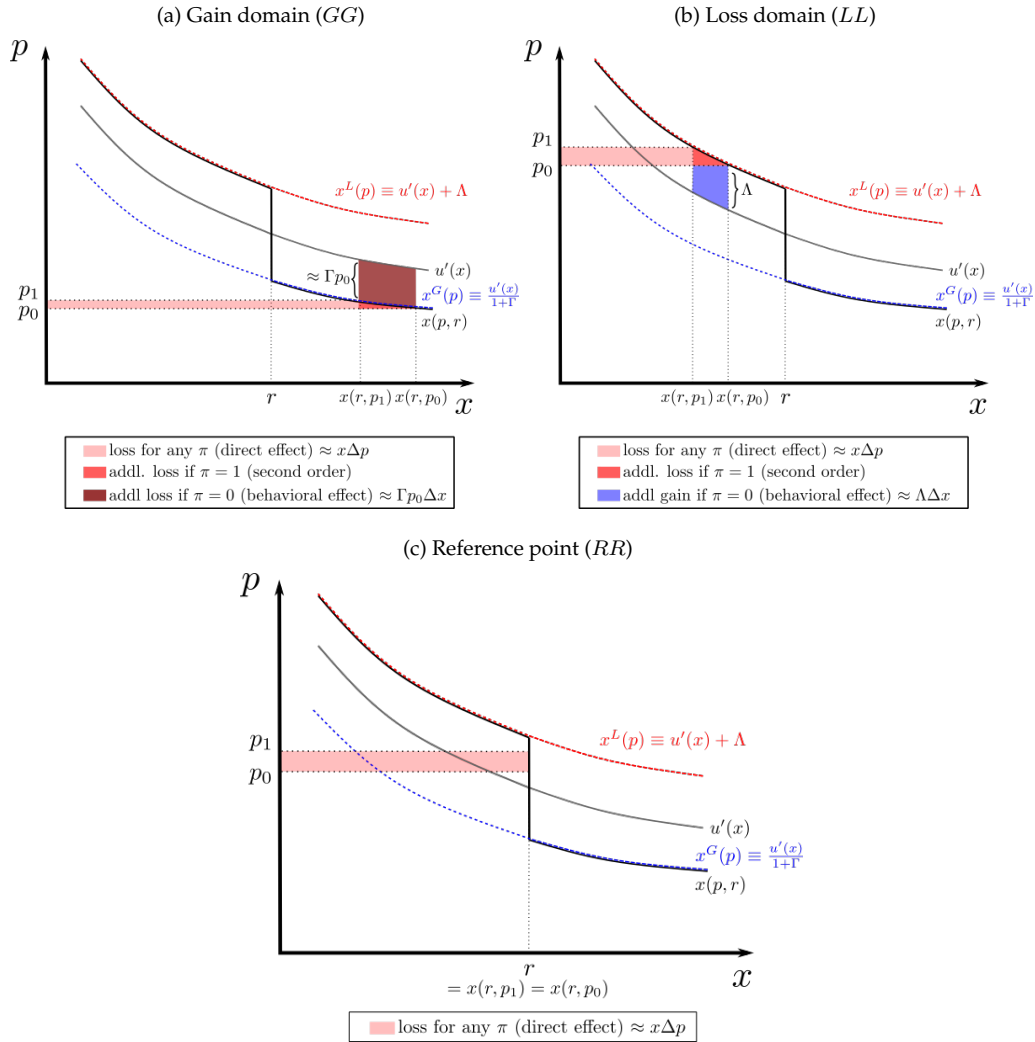 (a) Gain domain (GG)
p
x^L(p) ≡ u′(x) + Λ
u′(x)
≈ Γp₀
x^G(p) ≡ u′(x)/(1+Γ)
x(p, r)
p₁
p₀
r
x(r, p₁) x(r, p₀)
x
loss for any π (direct effect) ≈ xΔp
addl. loss if π = 1 (second order)
addl loss if π = 0 (behavioral effect) ≈ Γp₀Δx
(b) Loss domain (LL)
p
p₁
p₀
Λ
x^L(p) ≡ u′(x) + Λ
u′(x)
x^G(p) ≡ u′(x)/(1+Γ)
x(p, r)
x(r, p₁) x(r, p₀) r
x
loss for any π (direct effect) ≈ xΔp
addl. loss if π = 1 (second order)
addl gain if π = 0 (behavioral effect) ≈ ΛΔx
(c) Reference point (RR)
p
p₁
p₀
x^L(p) ≡ u′(x) + Λ
u′(x)
x^G(p) ≡ u′(x)/(1+Γ)
x(p, r)
r
= x(r, p₁) = x(r, p₀)
x
loss for any π (direct effect) ≈ xΔp